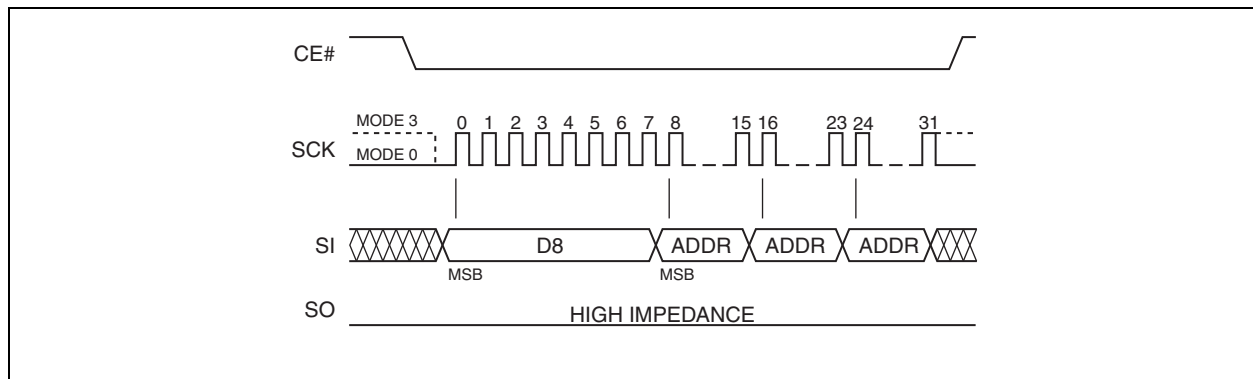 CE#
MODE 3
SCK
MODE 0
0 1 2 3 4 5 6 7 8 15 16 23 24 31
SI
D8 ADDR ADDR ADDR
MSB MSB
SO
HIGH IMPEDANCE